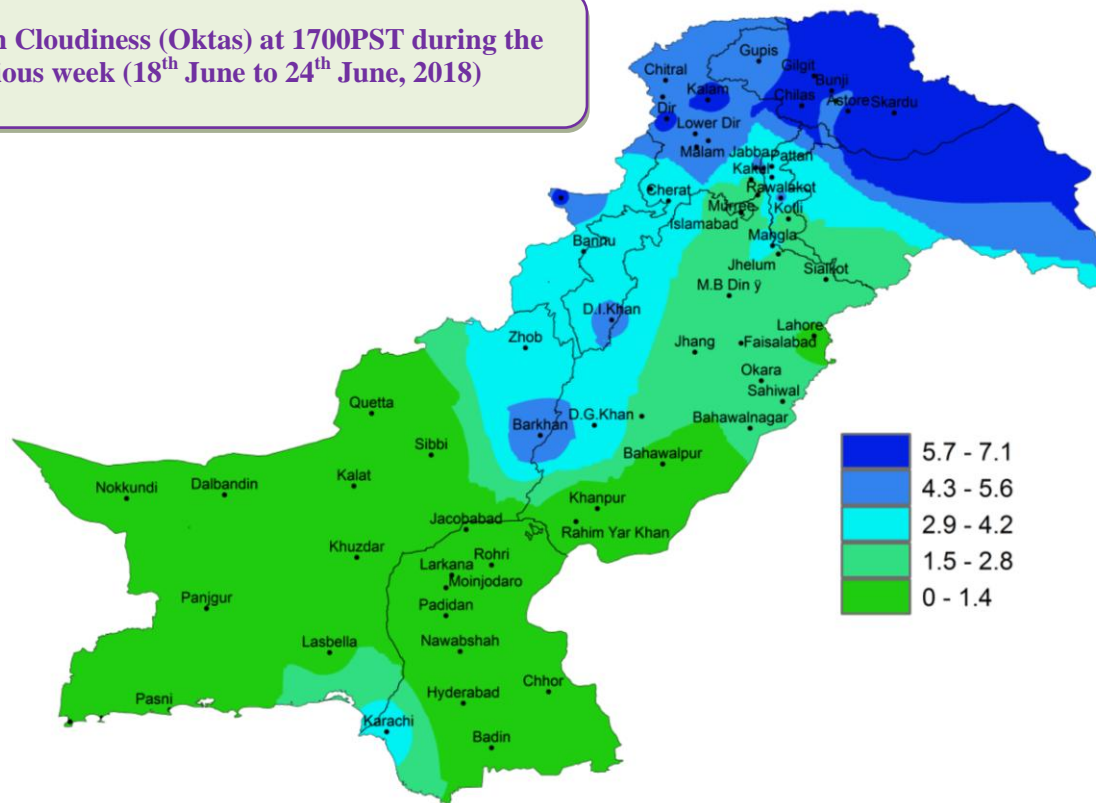 n Cloudiness (Oktas) at 1700PST during the
ious week (18th June to 24th June, 2018)
Gupis
Chitral
Gilgit
Bunji
Kalam
Chilas
Astore
Skardu
Dir
Lower Dir
Malam
Jabba
Pattan
Kakul
Cherat
Rawalakot
Murree
Kotli
Islamabad
Bannu
Mangla
Jhelum
Sialkot
M.B Din ÿ
D.I.Khan
Lahore
Zhob
Jhang
Faisalabad
Okara
Sahiwal
Quetta
D.G.Khan
Bahawalnagar
Barkhan
Sibbi
Bahawalpur
Nokkundi
Dalbandin
Kalat
Khanpur
Jacobabad
Rahim Yar Khan
Khuzdar
Rohri
Larkana
Moinjodaro
Panjgur
Padidan
Lasbella
Nawabshah
Pasni
Hyderabad
Chhor
Karachi
Badin
5.7 - 7.1
4.3 - 5.6
2.9 - 4.2
1.5 - 2.8
0 - 1.4